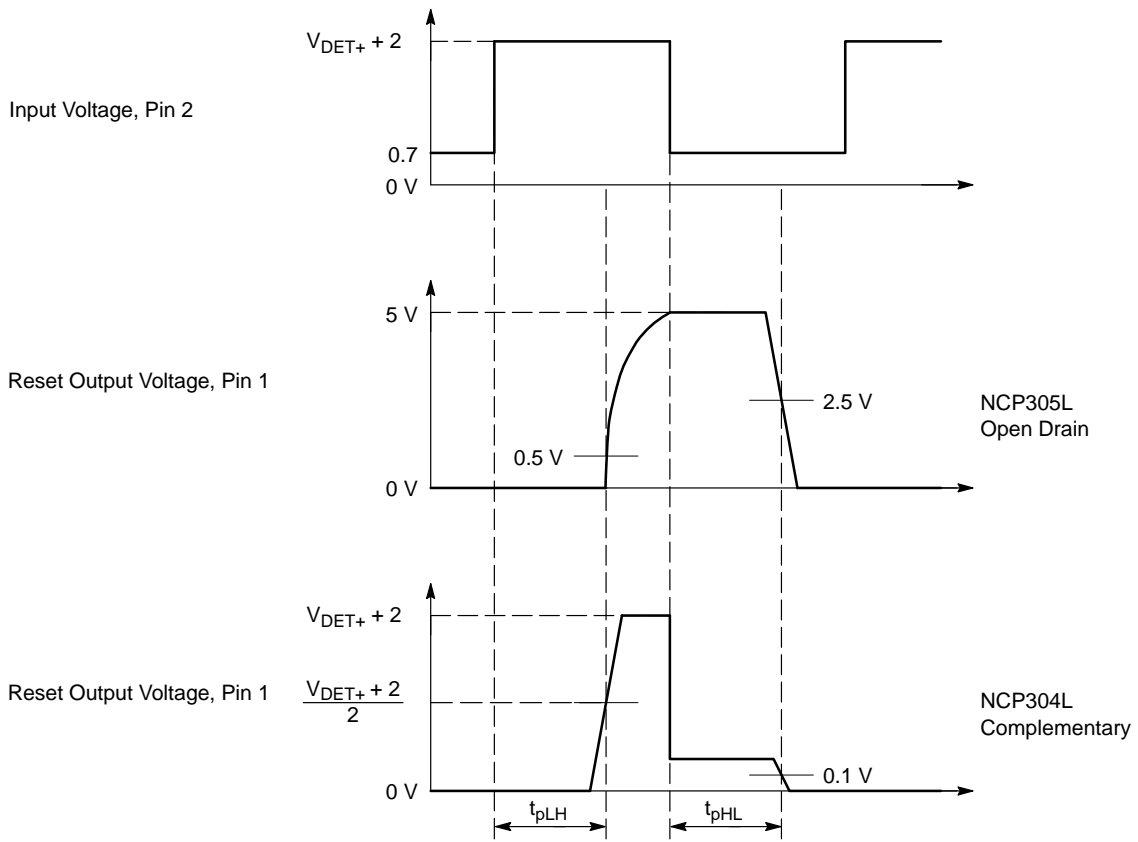 V_DET+ + 2
Input Voltage, Pin 2
0.7
0 V
5 V
Reset Output Voltage, Pin 1
2.5 V
NCP305L
Open Drain
0.5 V
0 V
V_DET+ + 2
Reset Output Voltage, Pin 1
V_DET+ + 2
2
NCP304L
Complementary
0.1 V
0 V
t_pLH
t_pHL